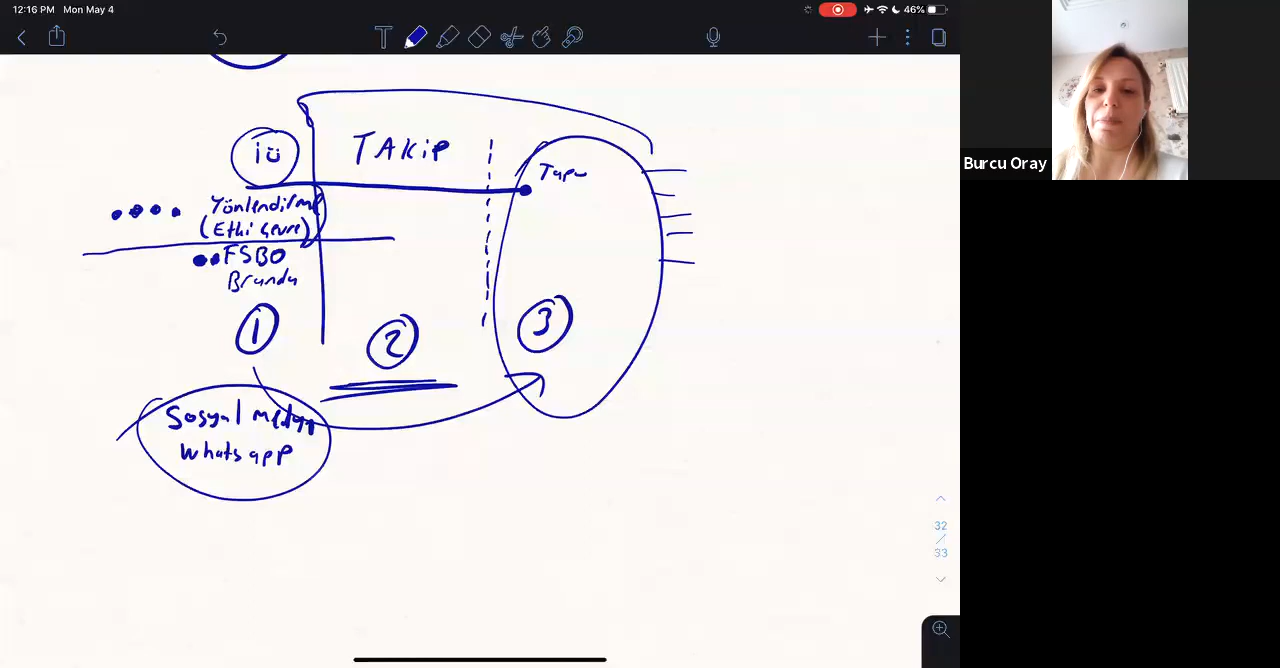 12:16 PM Mon May 4
46%
Burcu Oray
iü
TAKİP
Tapu
Yönlendirme
(Etki Çevre)
FSBO
Branda
1
2
3
Sosyal medya
Whatsapp
32
33